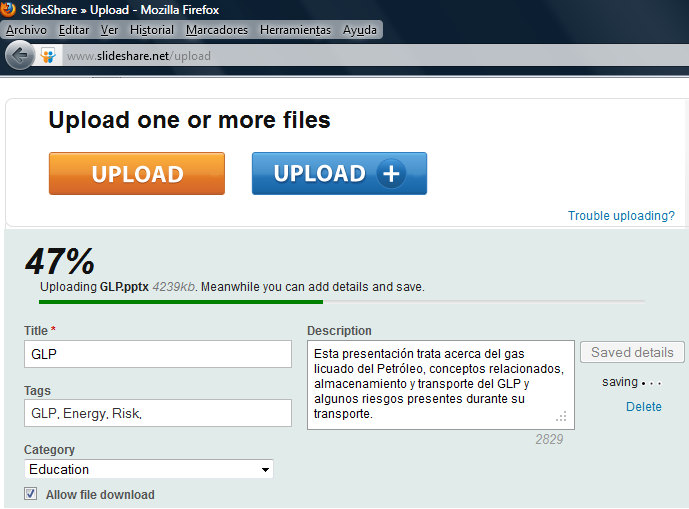 SlideShare » Upload - Mozilla Firefox
Archivo Editar Ver Historial Marcadores Herramientas Ayuda
www.slideshare.net/upload
Upload one or more files
UPLOAD UPLOAD +
Trouble uploading?
47%
Uploading GLP.pptx 4239kb. Meanwhile you can add details and save.
Title *
GLP
Tags
GLP, Energy, Risk,
Category
Education
Allow file download
Description
Esta presentación trata acerca del gas
licuado del Petróleo, conceptos relacionados,
almacenamiento y transporte del GLP y
algunos riesgos presentes durante su
transporte.
2829
Saved details
saving • • •
Delete